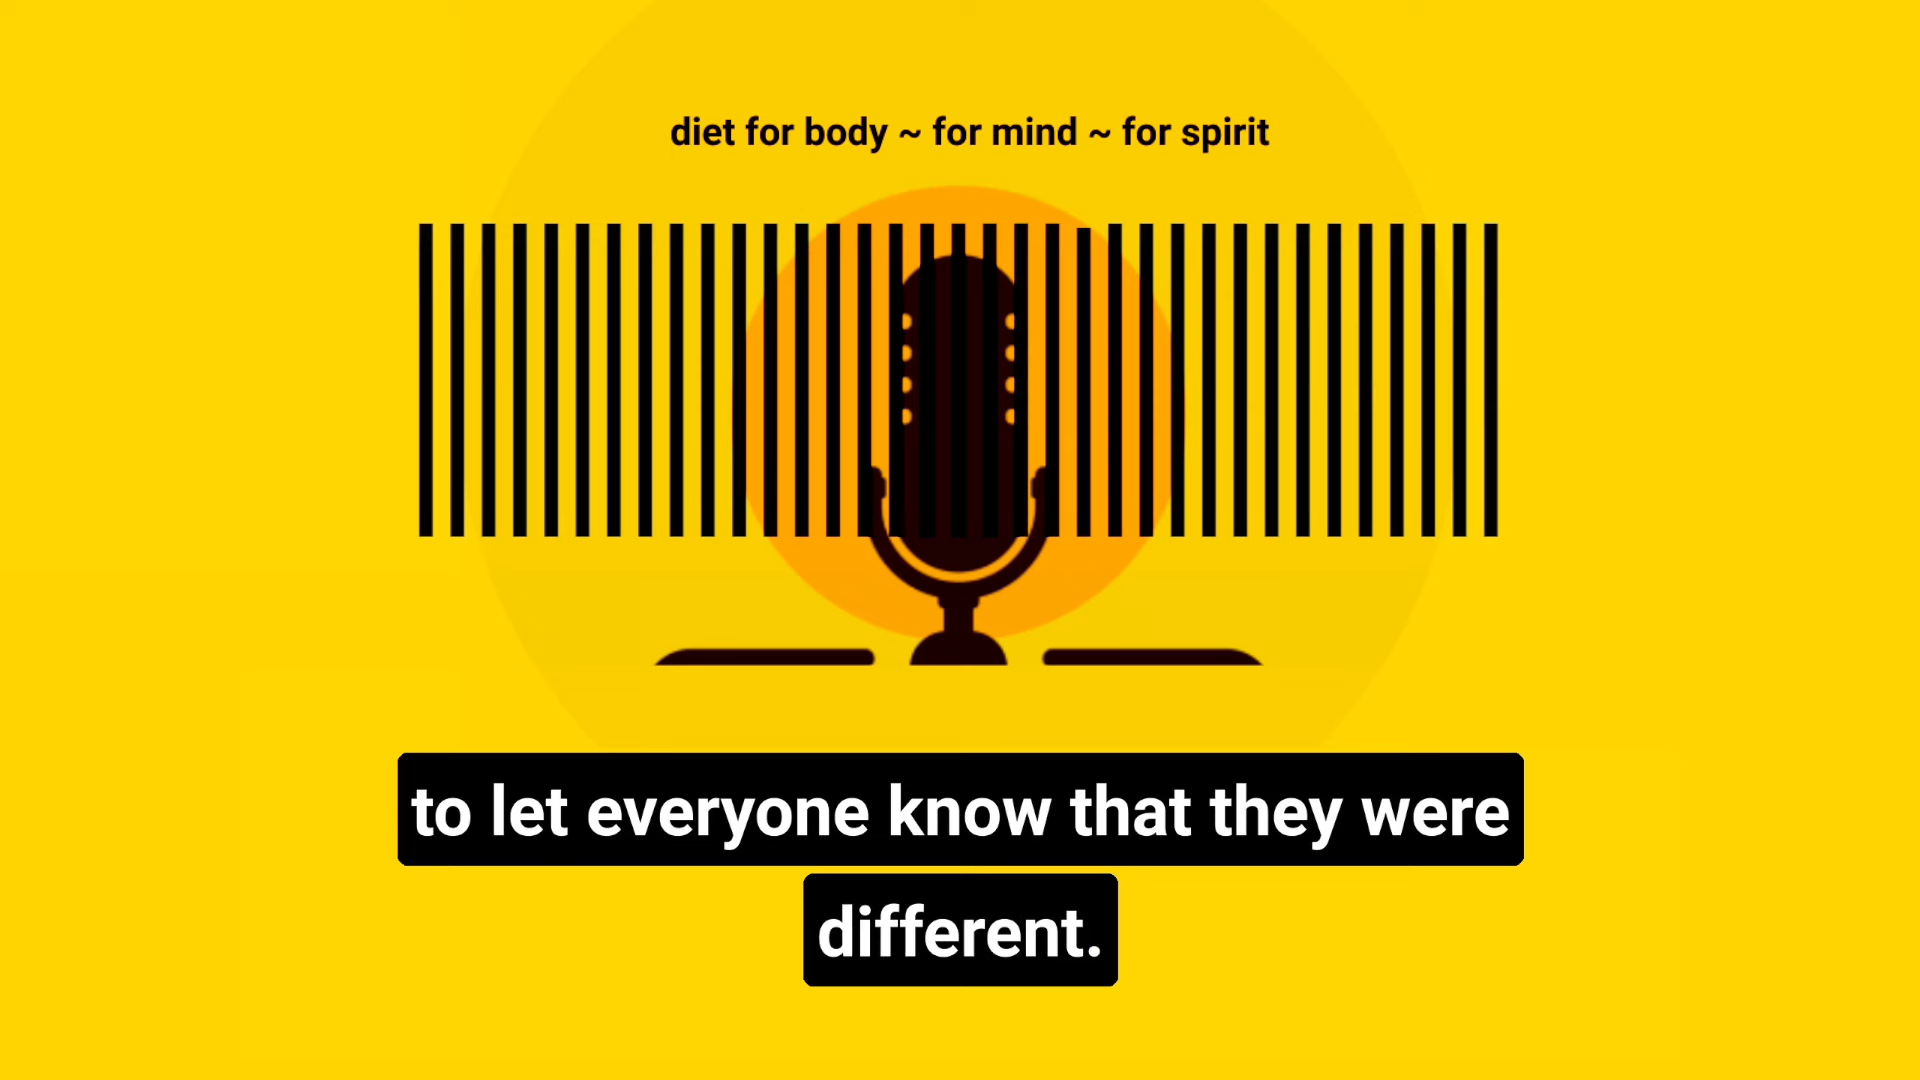 diet for body ~ for mind ~ for spirit
to let everyone know that they were
different.